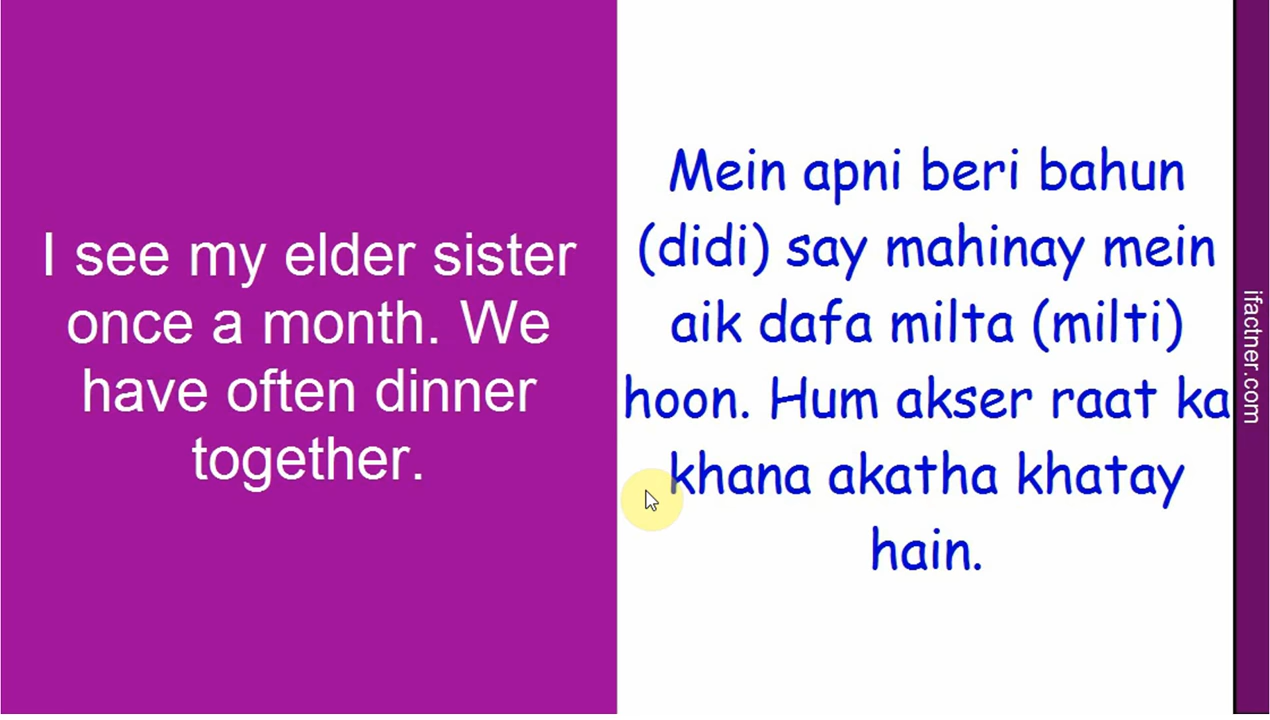 I see my elder sister
once a month. We
have often dinner
together.
Mein apni beri bahun
(didi) say mahinay mein
aik dafa milta (milti)
hoon. Hum akser raat ka
khana akatha khatay
hain.
ifactner.com